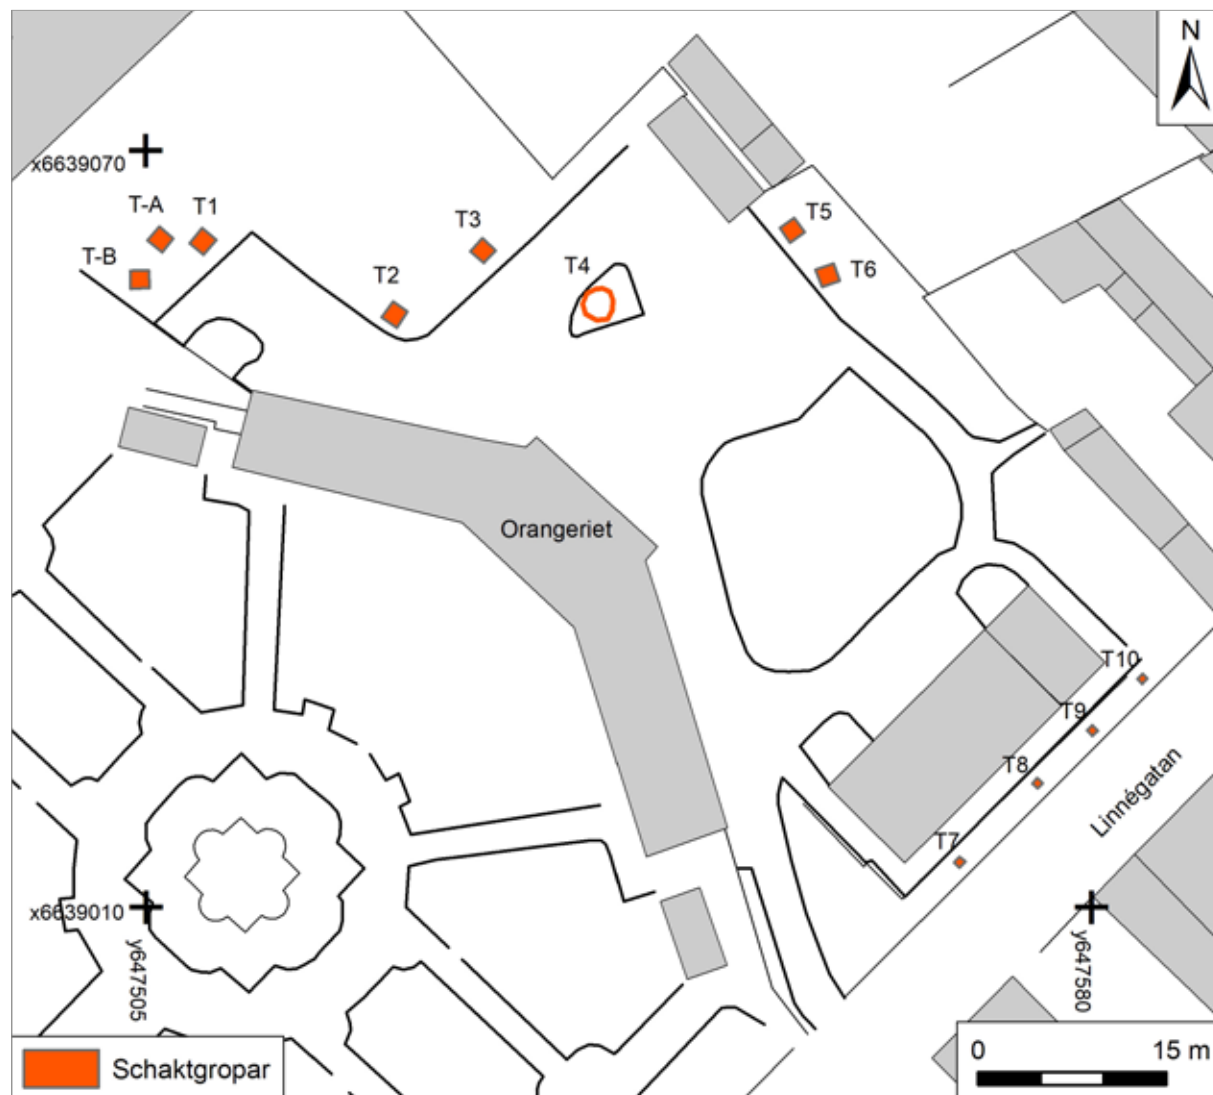 N
x6639070
T-A
T1
T-B
T2
T3
T4
T5
T6
Orangeriet
T10
T9
T8
T7
Linnégatan
x6639010
y647505
y647580
Schaktgropar
0 15 m